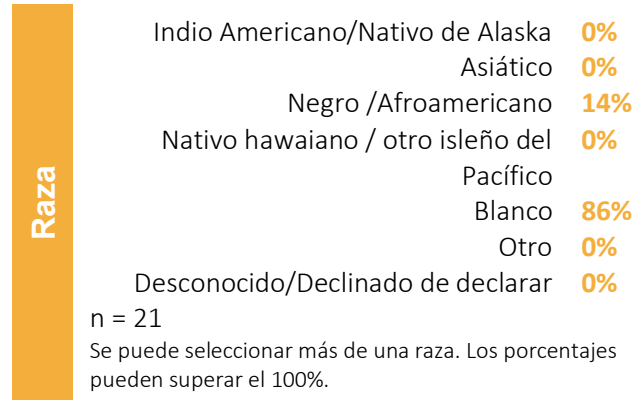 Raza
Indio Americano/Nativo de Alaska 0%
Asiático 0%
Negro /Afroamericano 14%
Nativo hawaiano / otro isleño del 0%
Pacífico
Blanco 86%
Otro 0%
Desconocido/Declinado de declarar 0%
n = 21
Se puede seleccionar más de una raza. Los porcentajes
pueden superar el 100%.